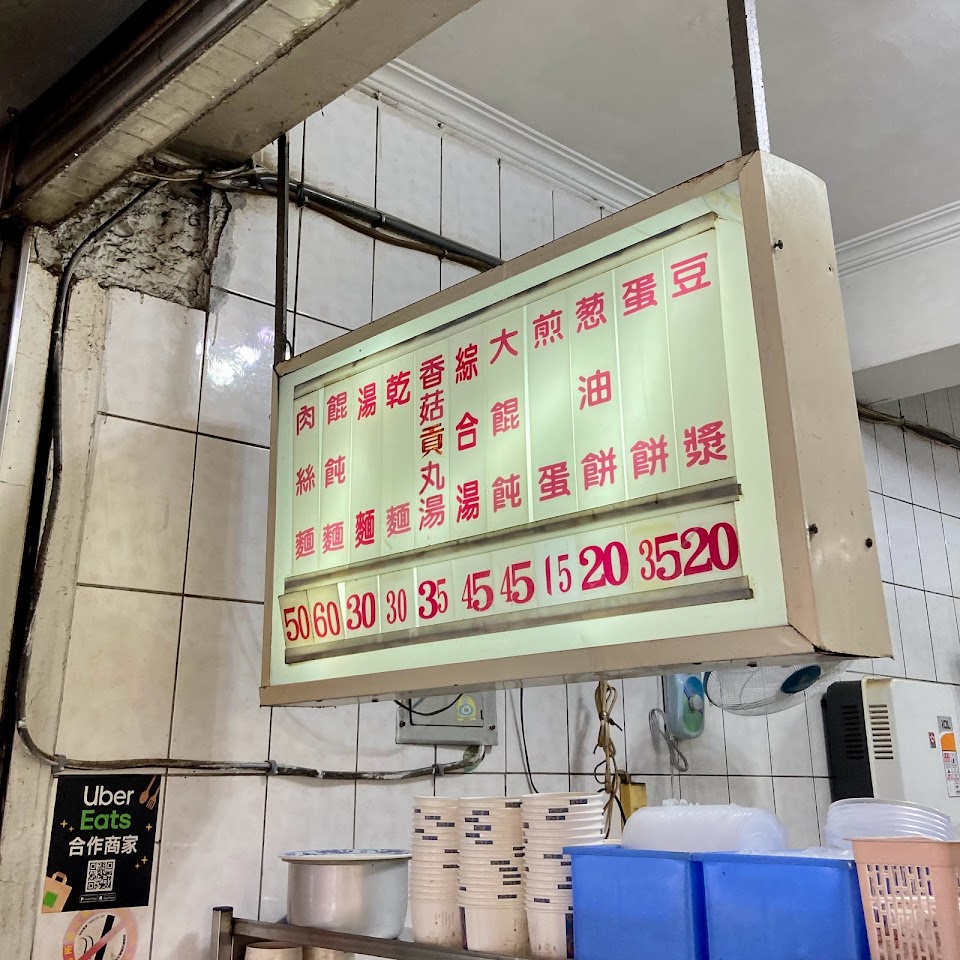 豆漿 20
蛋餅 35
葱油餅 20
煎蛋 15
大餛飩 45
綜合湯 45
香菇貢丸湯 35
乾麵 30
湯麵 30
餛飩麵 60
肉絲麵 50
Uber
Eats
合作商家